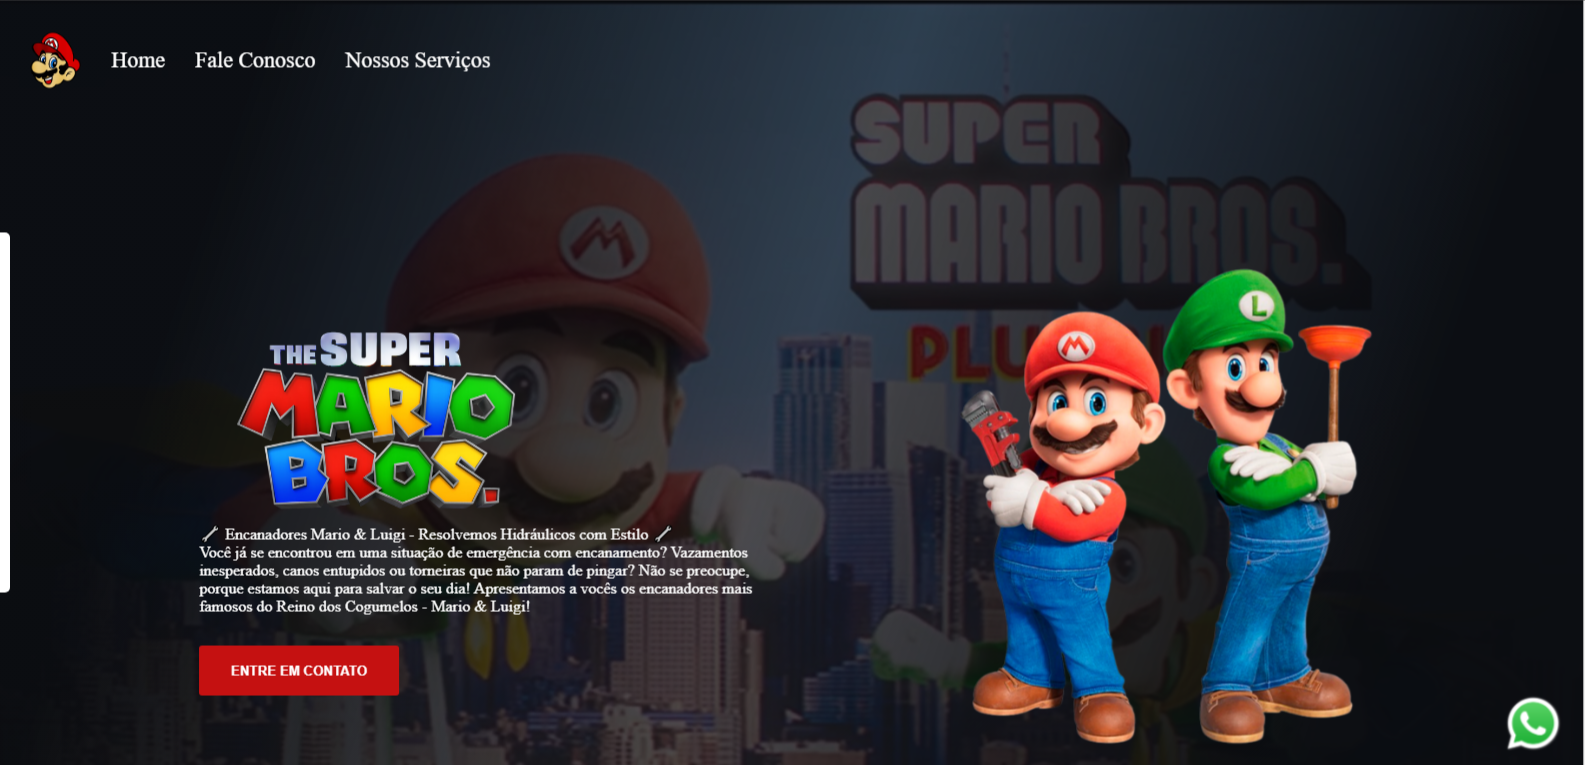 Home
Fale Conosco
Nossos Serviços
SUPER
MARIO BROS.
PLU
THE SUPER
MARIO
BROS.
Encanadores Mario & Luigi - Resolvemos Hidráulicos com Estilo
Você já se encontrou em uma situação de emergência com encanamento? Vazamentos
inesperados, canos entupidos ou torneiras que não param de pingar? Não se preocupe,
porque estamos aqui para salvar o seu dia! Apresentamos a vocês os encanadores mais
famosos do Reino dos Cogumelos - Mario & Luigi!
ENTRE EM CONTATO
M
M
L